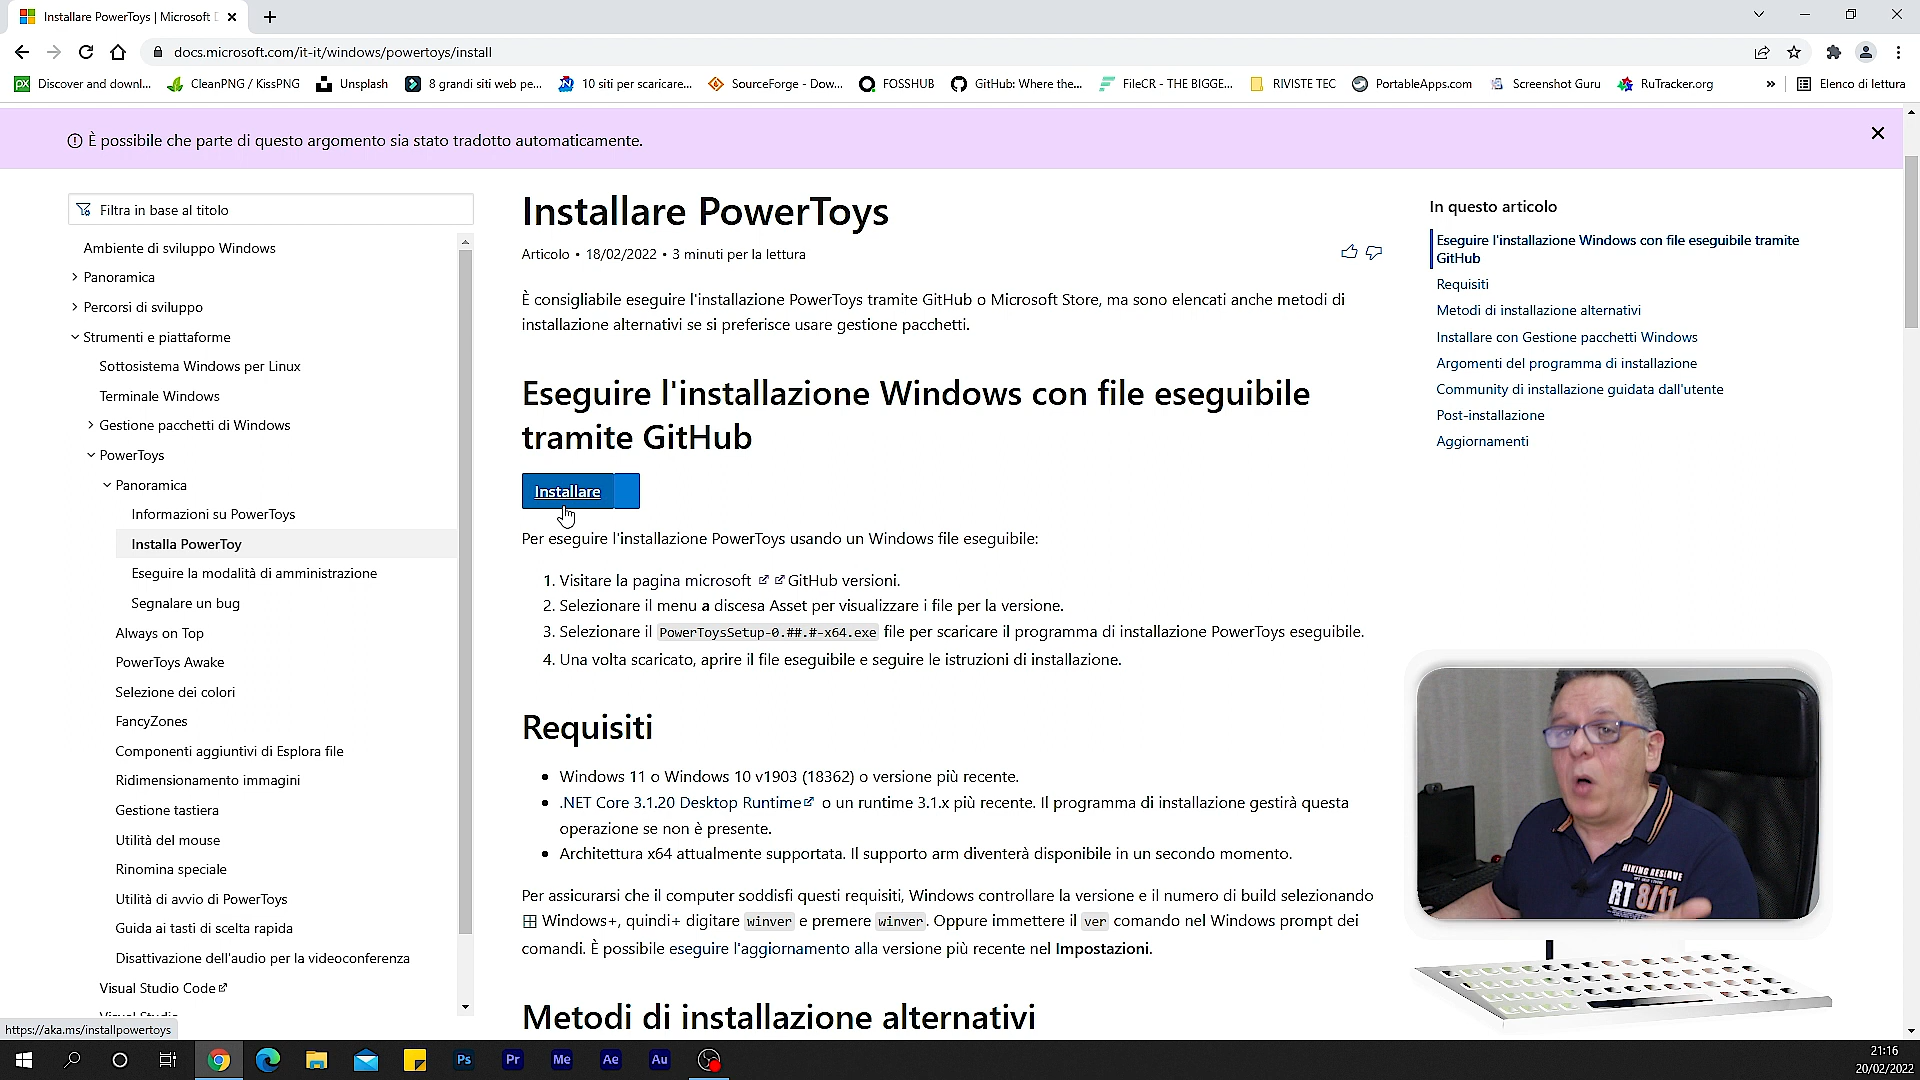 Installare PowerToys | Microsoft D
docs.microsoft.com/it-it/windows/powertoys/install
Discover and downl...
CleanPNG / KissPNG
Unsplash
8 grandi siti web pe...
10 siti per scaricare...
SourceForge - Dow...
FOSSHUB
GitHub: Where the...
FileCR - THE BIGGE...
RIVISTE TEC
PortableApps.com
Screenshot Guru
RuTracker.org
»
Elenco di lettura
È possibile che parte di questo argomento sia stato tradotto automaticamente.
Filtra in base al titolo
Ambiente di sviluppo Windows
Panoramica
Percorsi di sviluppo
Strumenti e piattaforme
Sottosistema Windows per Linux
Terminale Windows
Gestione pacchetti di Windows
PowerToys
Panoramica
Informazioni su PowerToys
Installa PowerToy
Eseguire la modalità di amministrazione
Segnalare un bug
Always on Top
PowerToys Awake
Selezione dei colori
FancyZones
Componenti aggiuntivi di Esplora file
Ridimensionamento immagini
Gestione tastiera
Utilità del mouse
Rinomina speciale
Utilità di avvio di PowerToys
Guida ai tasti di scelta rapida
Disattivazione dell'audio per la videoconferenza
Visual Studio Code
Visual Studio
https://aka.ms/installpowertoys
Installare PowerToys
Articolo • 18/02/2022 • 3 minuti per la lettura
È consigliabile eseguire l'installazione PowerToys tramite GitHub o Microsoft Store, ma sono elencati anche metodi di
installazione alternativi se si preferisce usare gestione pacchetti.
Eseguire l'installazione Windows con file eseguibile
tramite GitHub
Installare
Per eseguire l'installazione PowerToys usando un Windows file eseguibile:
1. Visitare la pagina microsoft GitHub versioni.
2. Selezionare il menu a discesa Asset per visualizzare i file per la versione.
3. Selezionare il PowerToysSetup-0.##.#-x64.exe file per scaricare il programma di installazione PowerToys eseguibile.
4. Una volta scaricato, aprire il file eseguibile e seguire le istruzioni di installazione.
Requisiti
• Windows 11 o Windows 10 v1903 (18362) o versione più recente.
• .NET Core 3.1.20 Desktop Runtime o un runtime 3.1.x più recente. Il programma di installazione gestirà questa
operazione se non è presente.
• Architettura x64 attualmente supportata. Il supporto arm diventerà disponibile in un secondo momento.
Per assicurarsi che il computer soddisfi questi requisiti, Windows controllare la versione e il numero di build selezionando
Windows+, quindi+ digitare winver e premere winver. Oppure immettere il ver comando nel Windows prompt dei
comandi. È possibile eseguire l'aggiornamento alla versione più recente nel Impostazioni.
Metodi di installazione alternativi
In questo articolo
Eseguire l'installazione Windows con file eseguibile tramite
GitHub
Requisiti
Metodi di installazione alternativi
Installare con Gestione pacchetti Windows
Argomenti del programma di installazione
Community di installazione guidata dall'utente
Post-installazione
Aggiornamenti
HIKING RESERVE
RT 8/11
Ps
Pr
Me
Ae
Au
21:16
20/02/2022